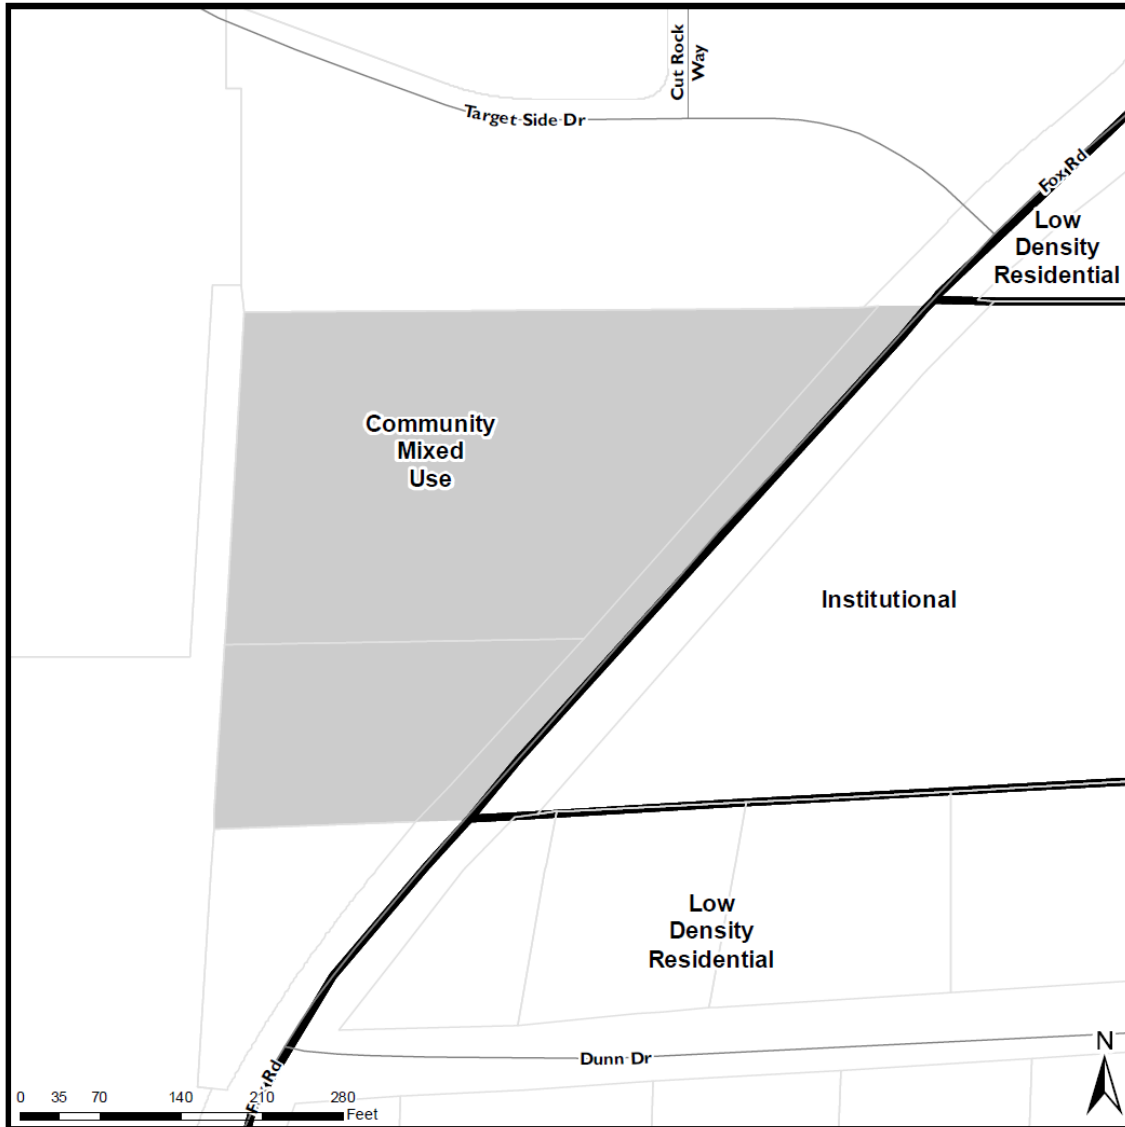 Cut Rock
Way
Target Side Dr
Fox Rd
Low
Density
Residential
Community
Mixed
Use
Institutional
Low
Density
Residential
N
Dunn Dr
Rd
0 35 70 140 210 280
Feet